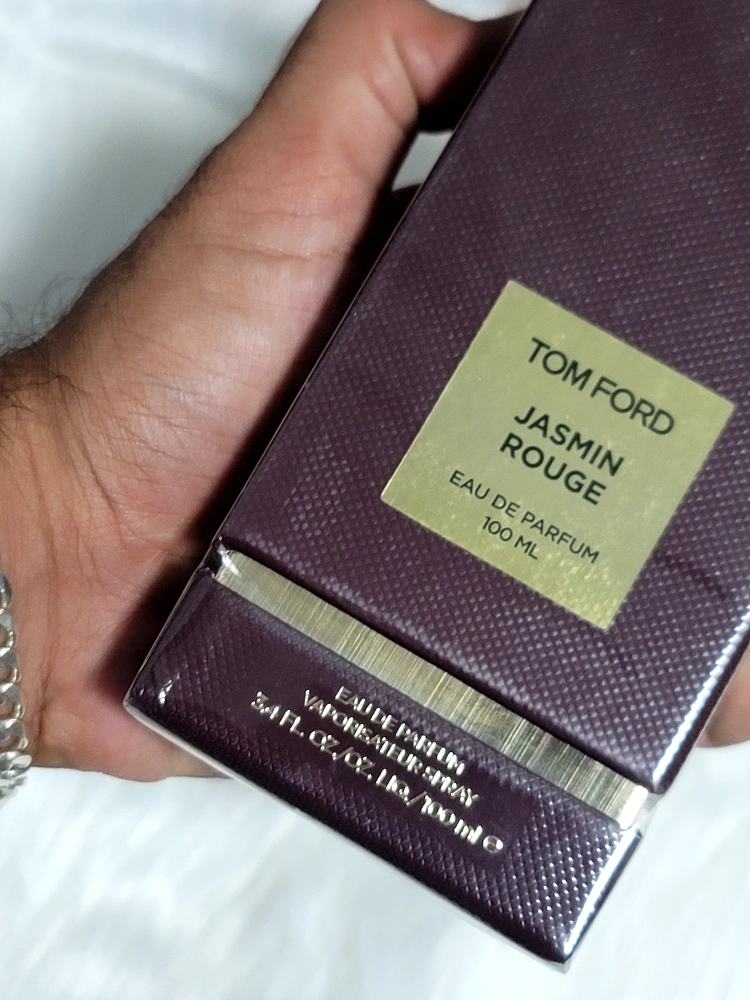 TOM FORD
JASMIN
ROUGE
EAU DE PARFUM
100 ML
EAU DE PARFUM
VAPORISATEUR SPRAY
3.4 FL. OZ./OZ. LIQ./100 ml ℮